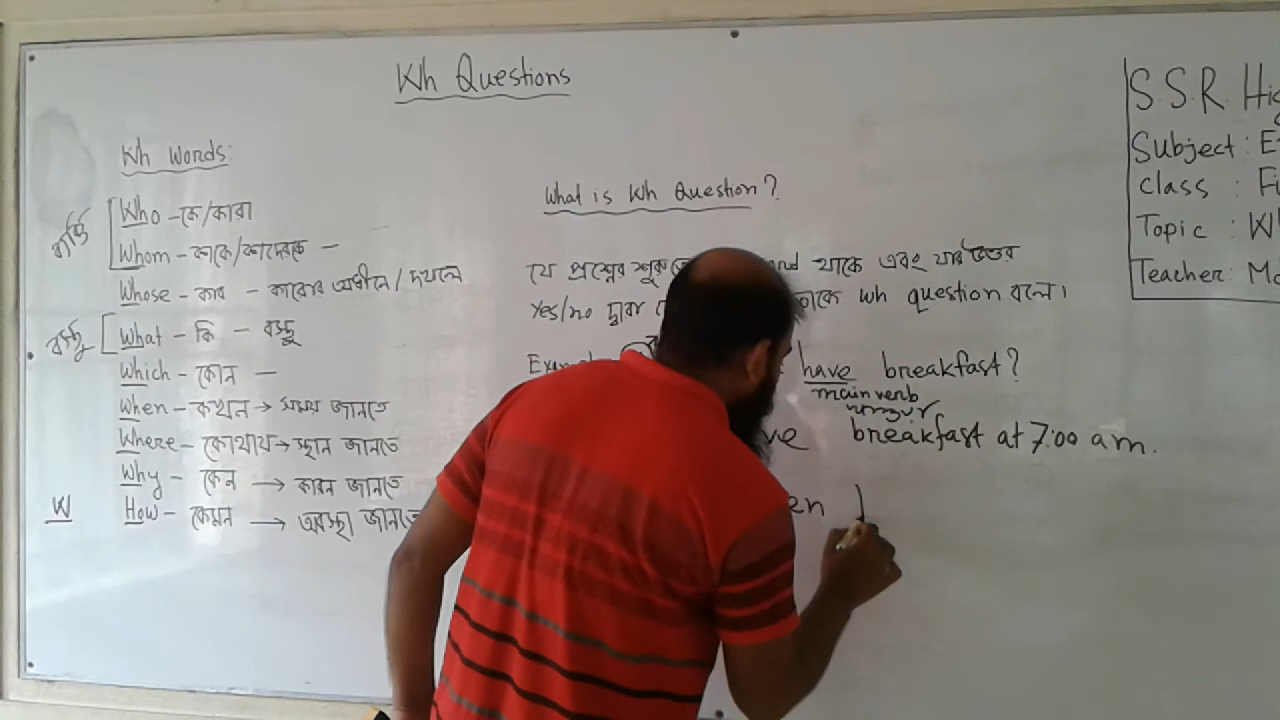 Wh Questions
Wh Words:
ব্যক্তি
Who - কে/কারা
Whom - কাকে/কাদেরকে -
Whose - কার - কারোর অধীনে / দখলে
বস্তু
What - কি - বস্তু
Which - কোন -
When - কখন → সময় জানতে
Where - কোথায় → স্থান জানতে
Why - কেন → কারন জানতে
W
How - কেমন → অবস্থা জানতে
What is Wh Question?
যে প্রশ্নের শুরু থাকে এবং যার উত্তর
Yes/no দ্বারা তাকে wh question বলে।
have breakfast?
main verb
breakfast at 7:00 am.
S.S.R. Hig
Subject : E
Class : Fi
Topic : W
Teacher: M